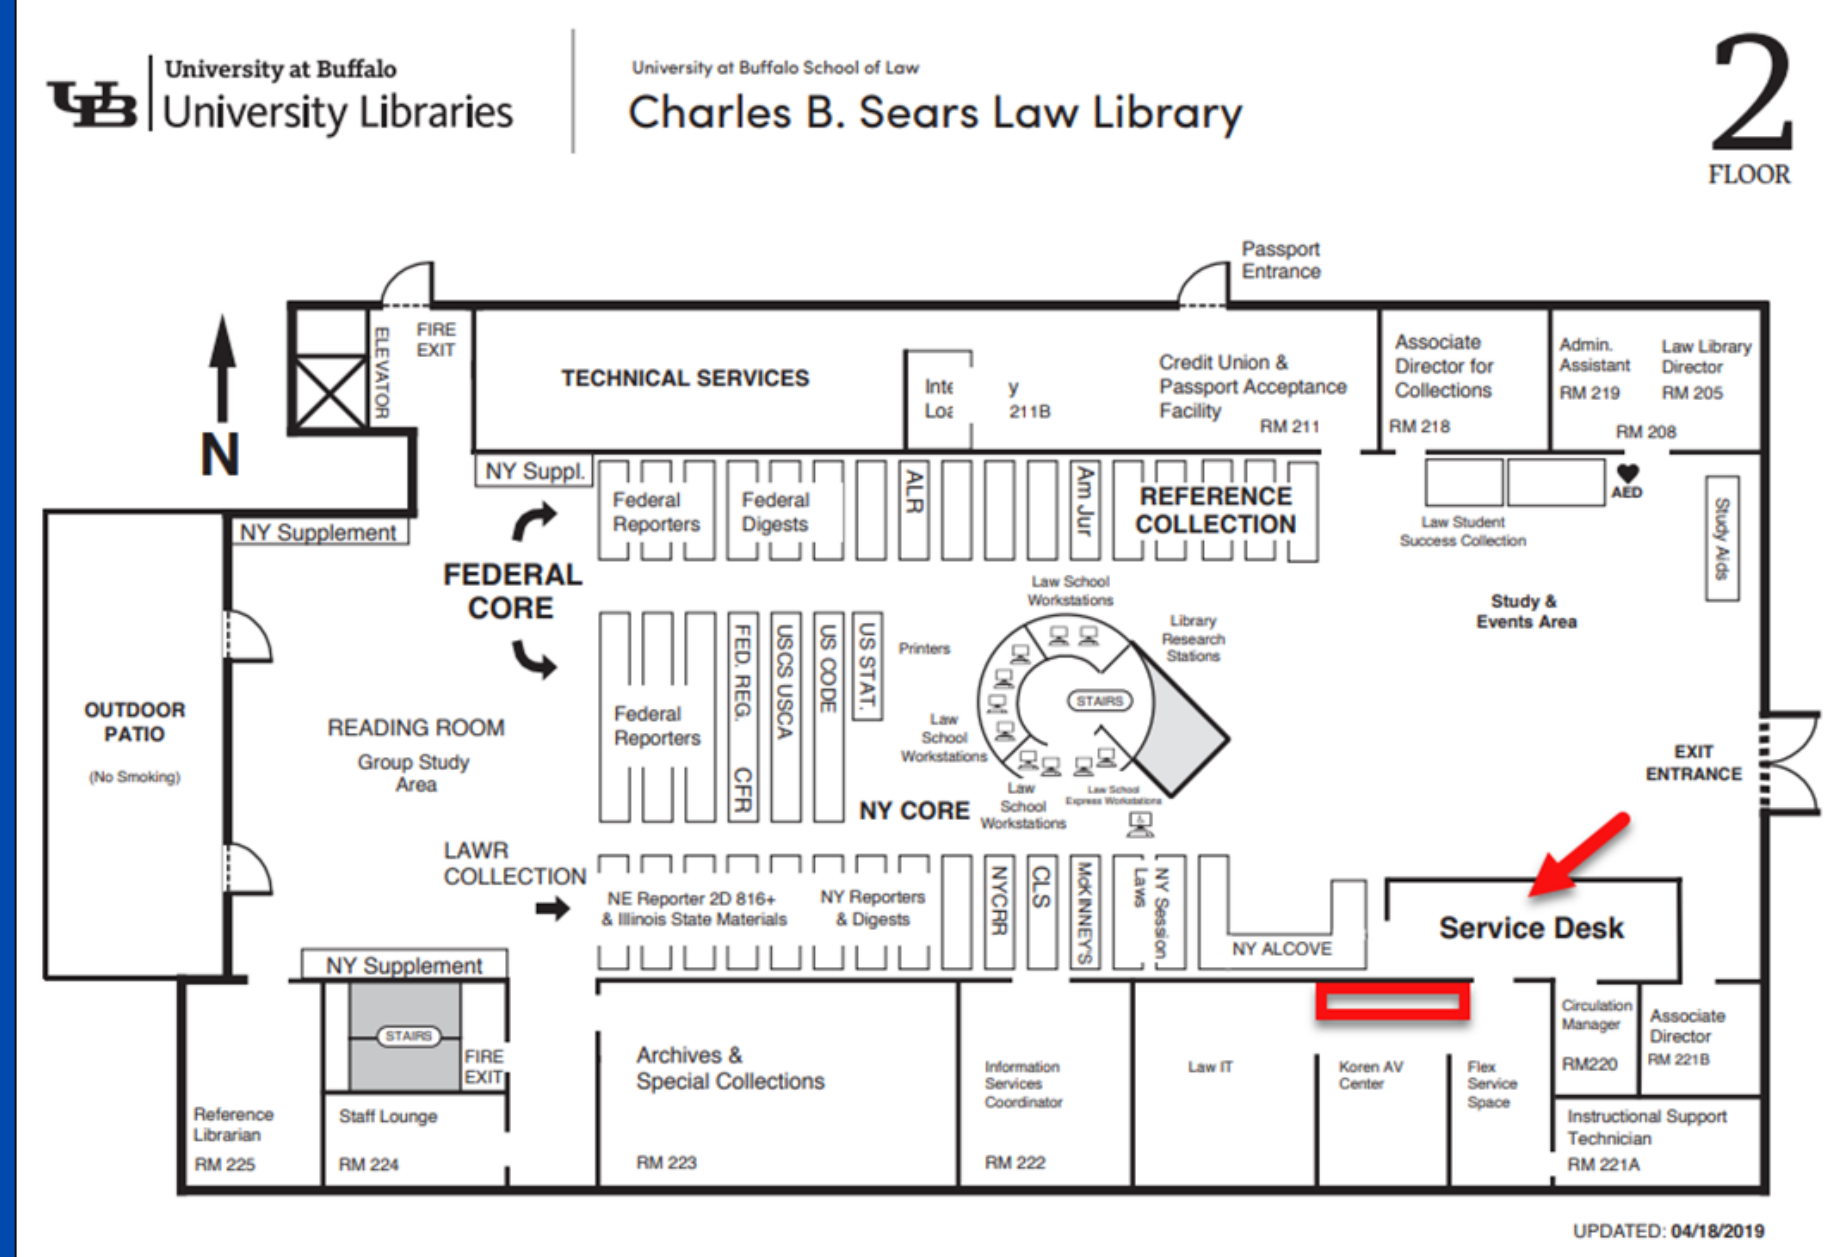 University at Buffalo
University Libraries
UB
University at Buffalo School of Law
Charles B. Sears Law Library
2
FLOOR
Passport
Entrance
N
ELEVATOR
FIRE
EXIT
TECHNICAL SERVICES
Inte y
Loa 211B
Credit Union &
Passport Acceptance
Facility
RM 211
Associate
Director for
Collections
RM 218
Admin.
Assistant
RM 219
Law Library
Director
RM 205
RM 208
NY Suppl.
NY Supplement
Federal
Reporters
Federal
Digests
ALR
Am Jur
REFERENCE
COLLECTION
AED
Law Student
Success Collection
Study Aids
FEDERAL
CORE
Study &
Events Area
Law School
Workstations
Library
Research
Stations
Printers
STAIRS
Law
School
Workstations
Law
School
Workstations
Law School
Express Workstations
Federal
Reporters
FED. REG.
CFR
USCS USCA
US CODE
US STAT.
NY CORE
OUTDOOR
PATIO
(No Smoking)
READING ROOM
Group Study
Area
EXIT
ENTRANCE
LAWR
COLLECTION
NE Reporter 2D 816+
& Illinois State Materials
NY Reporters
& Digests
NYCRR
CLS
McKINNEY'S
NY Session
Laws
NY ALCOVE
Service Desk
NY Supplement
STAIRS
FIRE
EXIT
Reference
Librarian
RM 225
Staff Lounge
RM 224
Archives &
Special Collections
RM 223
Information
Services
Coordinator
RM 222
Law IT
Koren AV
Center
Flex
Service
Space
Circulation
Manager
RM220
Associate
Director
RM 221B
Instructional Support
Technician
RM 221A
UPDATED: 04/18/2019